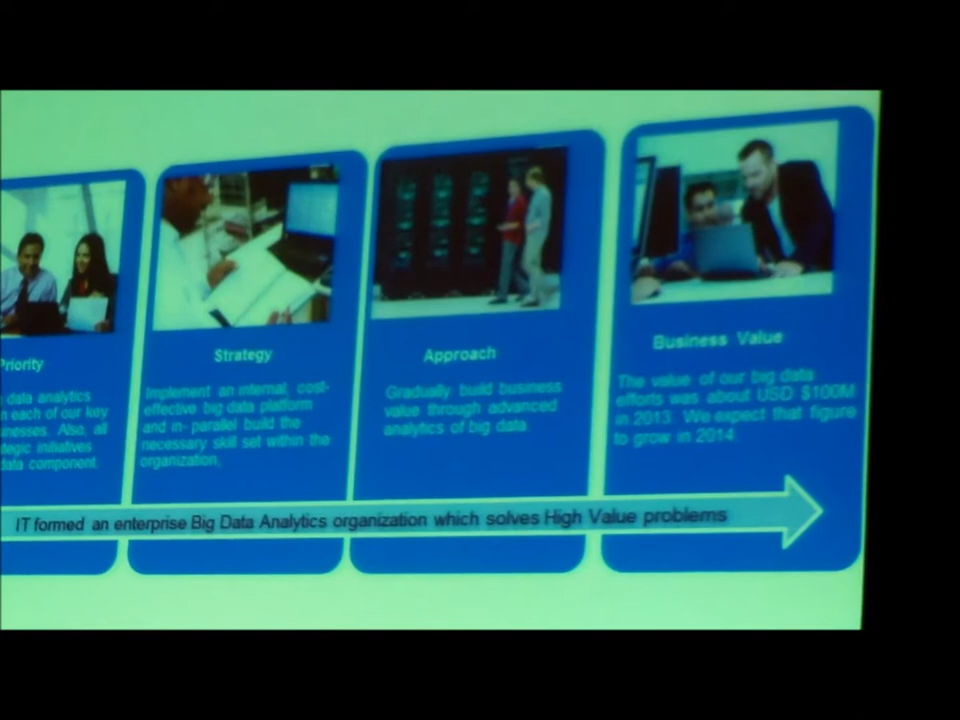 Priority
data analytics
each of our key
Also, all
initiatives
data component.
Strategy
Implement an internal, cost-
effective big data platform
and in- parallel build the
necessary skill set within the
organization.
Approach
Gradually build business
value through advanced
analytics of big data
Business Value
The value of our big data
efforts was about USD $100M
in 2013. We expect that figure
to grow in 2014
IT formed an enterprise Big Data Analytics organization which solves High Value problems